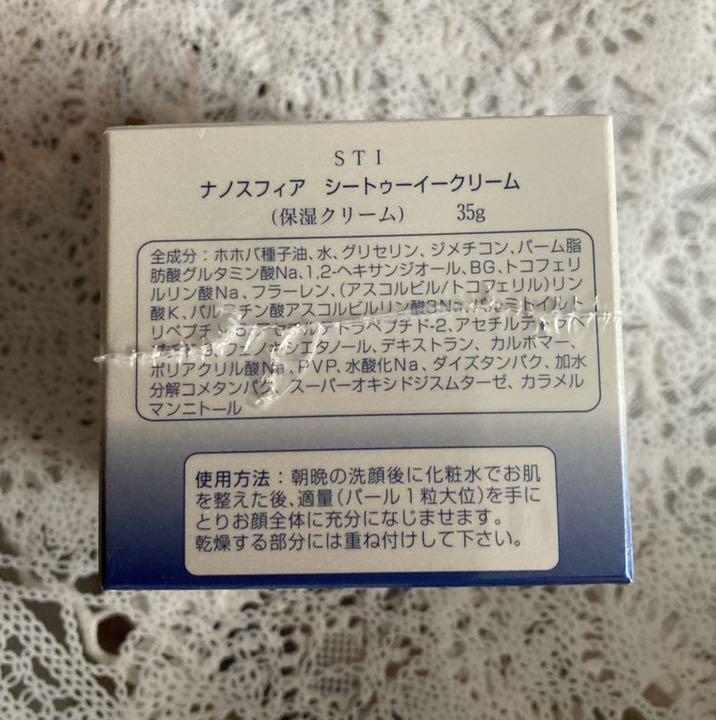 STI
ナノスフィア シートゥーイークリーム
(保湿クリーム) 35g
全成分：ホホバ種子油、水、グリセリン、ジメチコン、パーム脂
肪酸グルタミン酸Na、1,2-ヘキサンジオール、BG、トコフェリ
ルリン酸Na、フラーレン、(アスコルビル/トコフェリル)リン
酸K、パルミチン酸アスコルビルリン酸3Na、パルミトイルト
リペプチド-5、アセチルテトラペプチド-2、アセチルテトラペ
フェノキシエタノール、デキストラン、カルボマー、
ポリアクリル酸Na、PVP、水酸化Na、ダイズタンパク、加水
分解コメタンパク、スーパーオキシドジスムターゼ、カラメル
マンニトール
使用方法：朝晩の洗顔後に化粧水でお肌
を整えた後、適量(パール1粒大位)を手に
とりお顔全体に充分になじませます。
乾燥する部分には重ね付けして下さい。